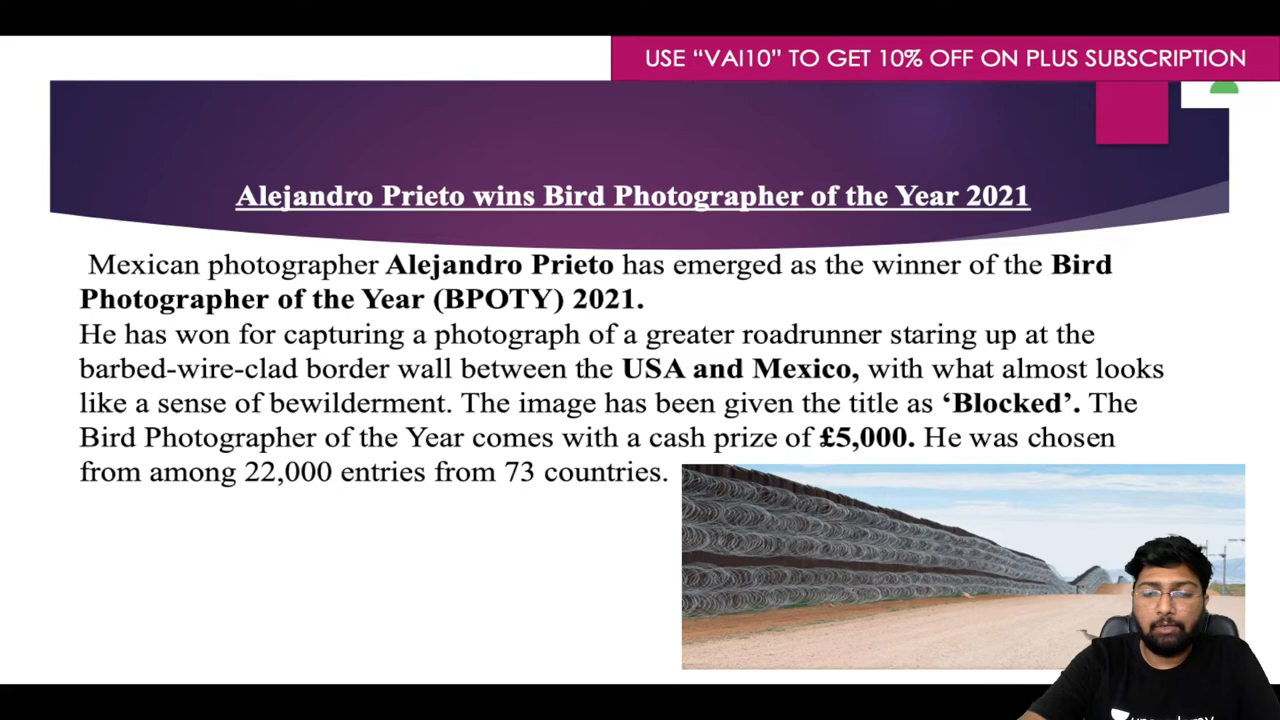 USE “VAI10” TO GET 10% OFF ON PLUS SUBSCRIPTION
Alejandro Prieto wins Bird Photographer of the Year 2021
Mexican photographer Alejandro Prieto has emerged as the winner of the Bird
Photographer of the Year (BPOTY) 2021.
He has won for capturing a photograph of a greater roadrunner staring up at the
barbed-wire-clad border wall between the USA and Mexico, with what almost looks
like a sense of bewilderment. The image has been given the title as ‘Blocked’. The
Bird Photographer of the Year comes with a cash prize of £5,000. He was chosen
from among 22,000 entries from 73 countries.